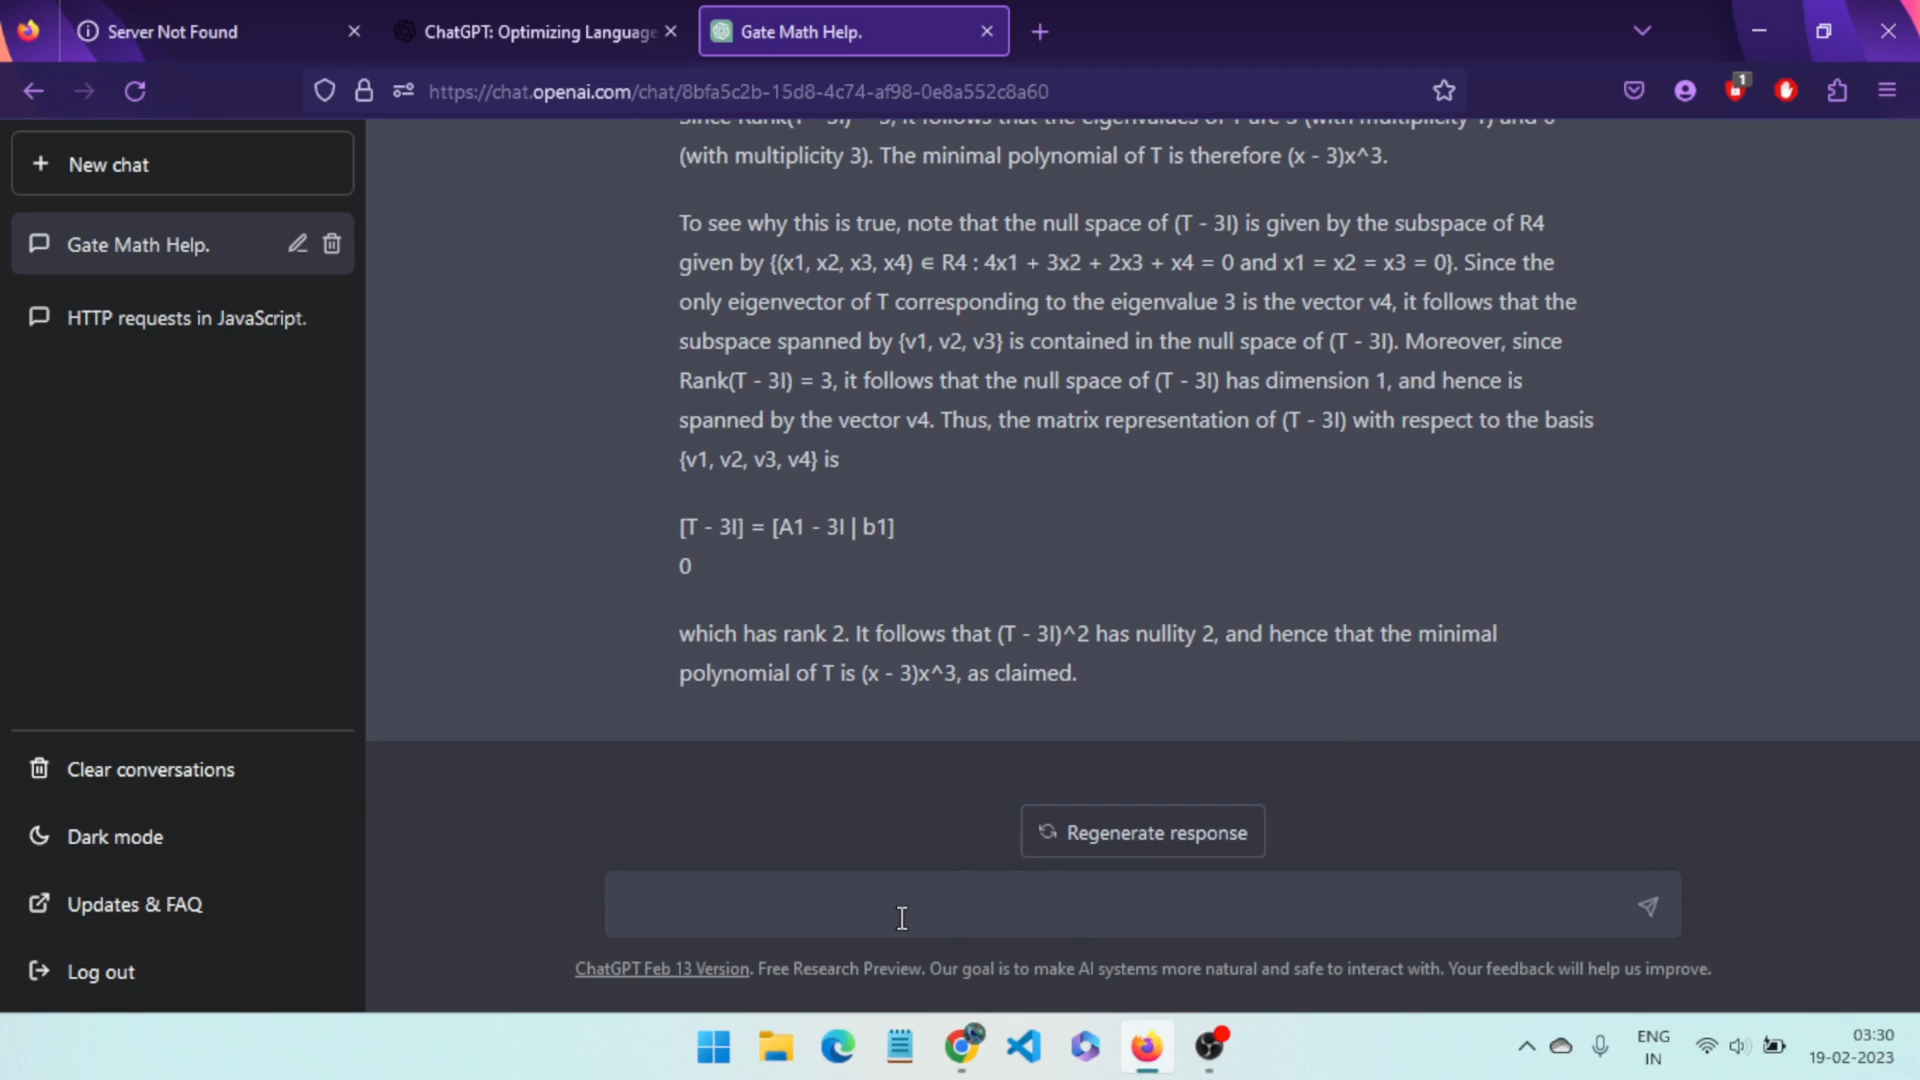 Server Not Found
ChatGPT: Optimizing Language
Gate Math Help.
https://chat.openai.com/chat/8bfa5c2b-15d8-4c74-af98-0e8a552c8a60
1
New chat
Gate Math Help.
HTTP requests in JavaScript.
Clear conversations
Dark mode
Updates & FAQ
Log out
(with multiplicity 3). The minimal polynomial of T is therefore (x - 3)x^3.
To see why this is true, note that the null space of (T - 3I) is given by the subspace of R4
given by {(x1, x2, x3, x4) ∈ R4 : 4x1 + 3x2 + 2x3 + x4 = 0 and x1 = x2 = x3 = 0}. Since the
only eigenvector of T corresponding to the eigenvalue 3 is the vector v4, it follows that the
subspace spanned by {v1, v2, v3} is contained in the null space of (T - 3I). Moreover, since
Rank(T - 3I) = 3, it follows that the null space of (T - 3I) has dimension 1, and hence is
spanned by the vector v4. Thus, the matrix representation of (T - 3I) with respect to the basis
{v1, v2, v3, v4} is
[T - 3I] = [A1 - 3I | b1]
0
which has rank 2. It follows that (T - 3I)^2 has nullity 2, and hence that the minimal
polynomial of T is (x - 3)x^3, as claimed.
Regenerate response
ChatGPT Feb 13 Version. Free Research Preview. Our goal is to make AI systems more natural and safe to interact with. Your feedback will help us improve.
ENG
IN
03:30
19-02-2023